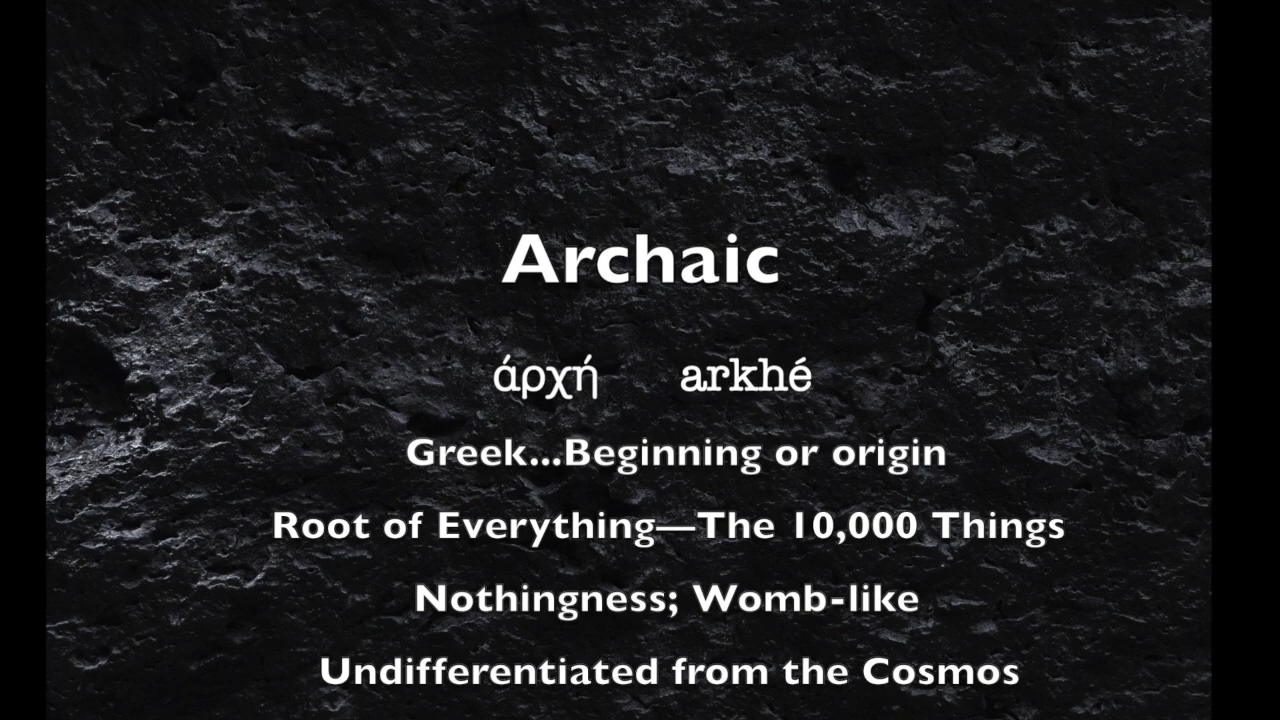 Archaic
άρχή arkhé
Greek...Beginning or origin
Root of Everything—The 10,000 Things
Nothingness; Womb-like
Undifferentiated from the Cosmos